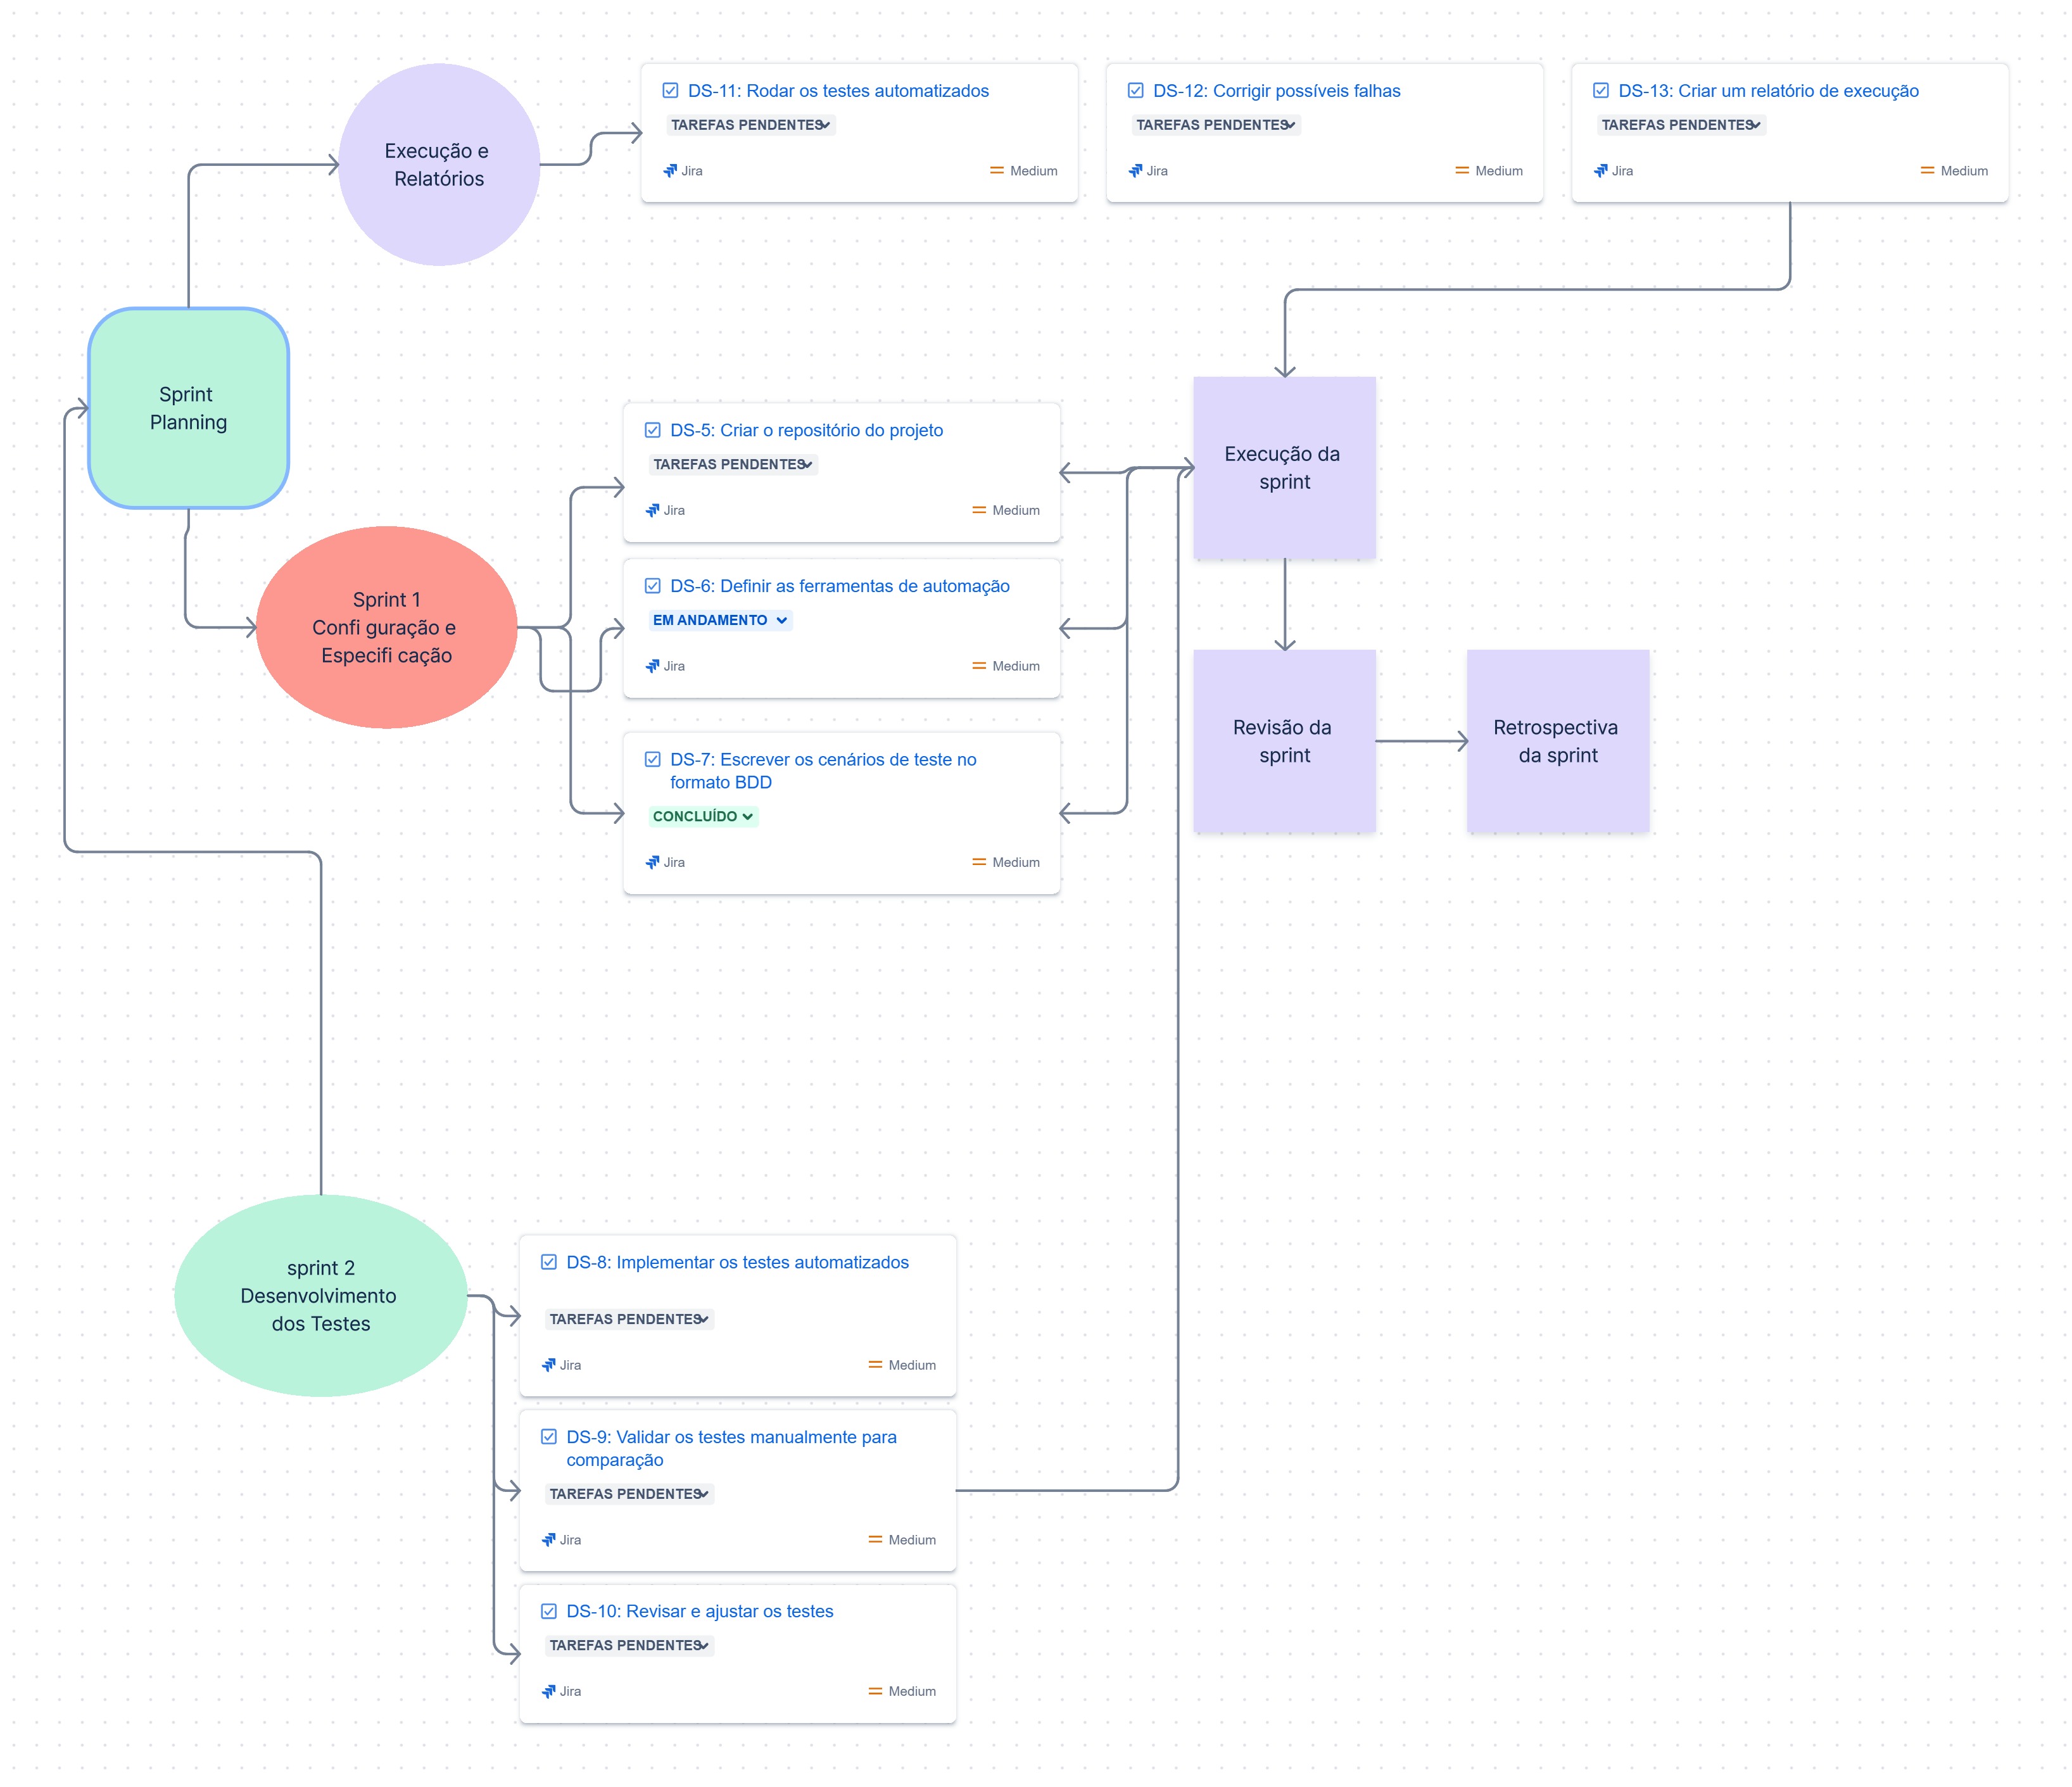 Execução e
Relatórios
DS-11: Rodar os testes automatizados
TAREFAS PENDENTES
Jira
Medium
DS-12: Corrigir possíveis falhas
TAREFAS PENDENTES
Jira
Medium
DS-13: Criar um relatório de execução
TAREFAS PENDENTES
Jira
Medium
Sprint
Planning
Sprint 1
Confi guração e
Especifi cação
DS-5: Criar o repositório do projeto
TAREFAS PENDENTES
Jira
Medium
DS-6: Definir as ferramentas de automação
EM ANDAMENTO
Jira
Medium
DS-7: Escrever os cenários de teste no
formato BDD
CONCLUÍDO
Jira
Medium
Execução da
sprint
Revisão da
sprint
Retrospectiva
da sprint
sprint 2
Desenvolvimento
dos Testes
DS-8: Implementar os testes automatizados
TAREFAS PENDENTES
Jira
Medium
DS-9: Validar os testes manualmente para
comparação
TAREFAS PENDENTES
Jira
Medium
DS-10: Revisar e ajustar os testes
TAREFAS PENDENTES
Jira
Medium